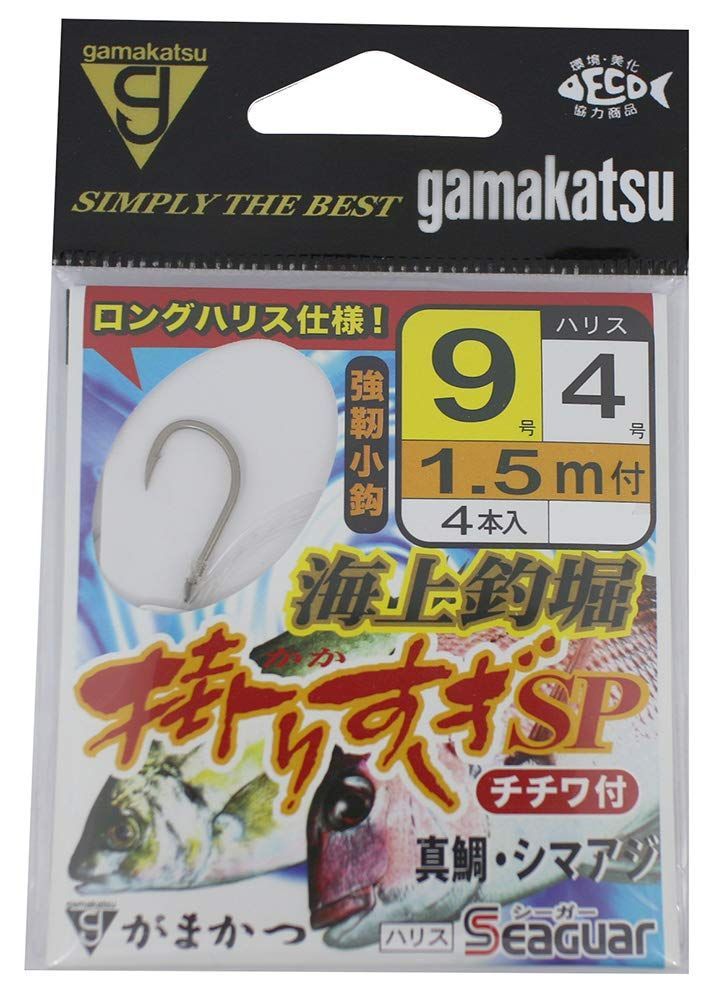 gamakatsu
g
SIMPLY THE BEST
環境・美化
ECO
協力商品
gamakatsu
ロングハリス仕様！
強靭小鈎
9号
ハリス
4号
1.5m付
4本入
海上釣堀
かか
掛りすぎSP
チチワ付
真鯛・シマアジ
g がまかつ
ハリス
シーガー
Seaguar